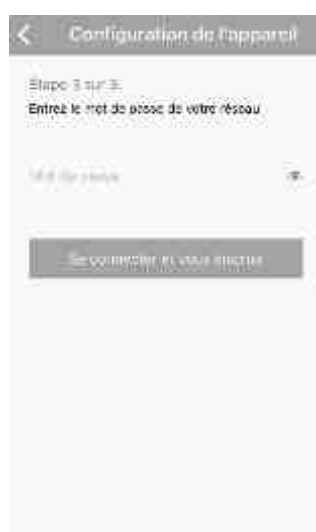 Configuration de l'appareil
Étape 3 sur 3.
Entrez le mot de passe de votre réseau
Mot de passe
Se connecter et vous inscrire